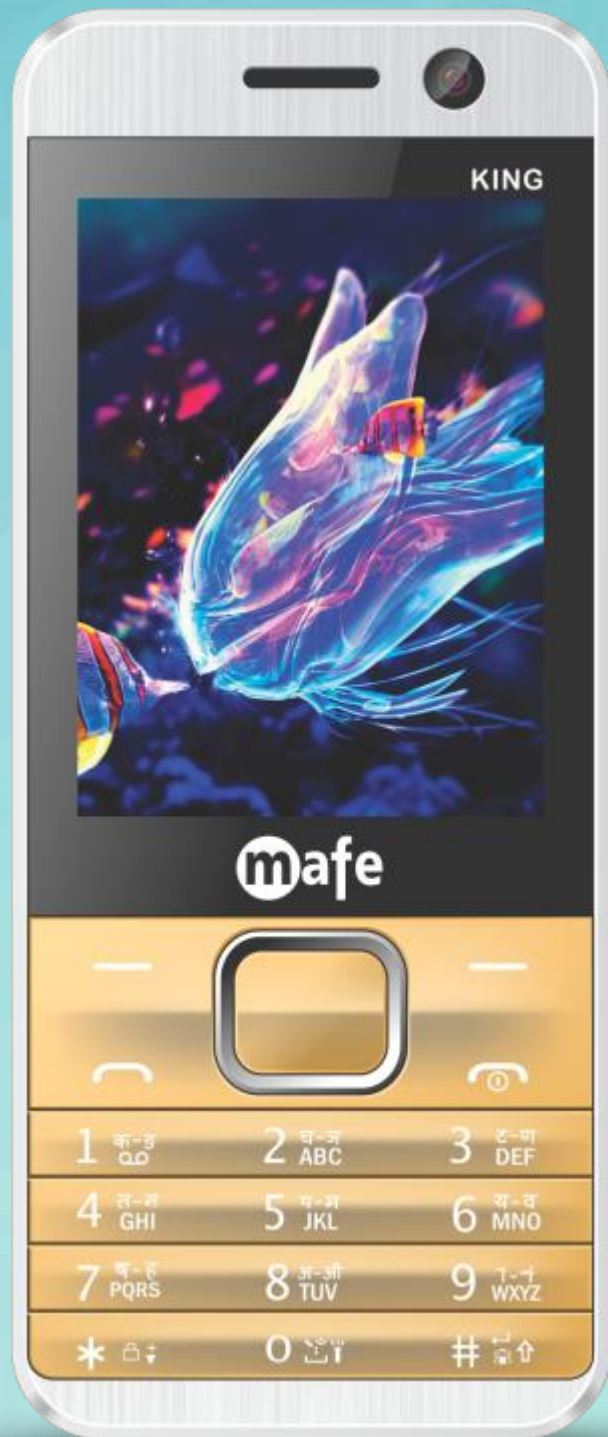 KING
mafe
1 क-ङ
2 च-ञ ABC
3 ट-ण DEF
4 त-न GHI
5 प-म JKL
6 य-व MNO
7 ष-ह PQRS
8 अ-औ TUV
9 WXYZ
*
0
#